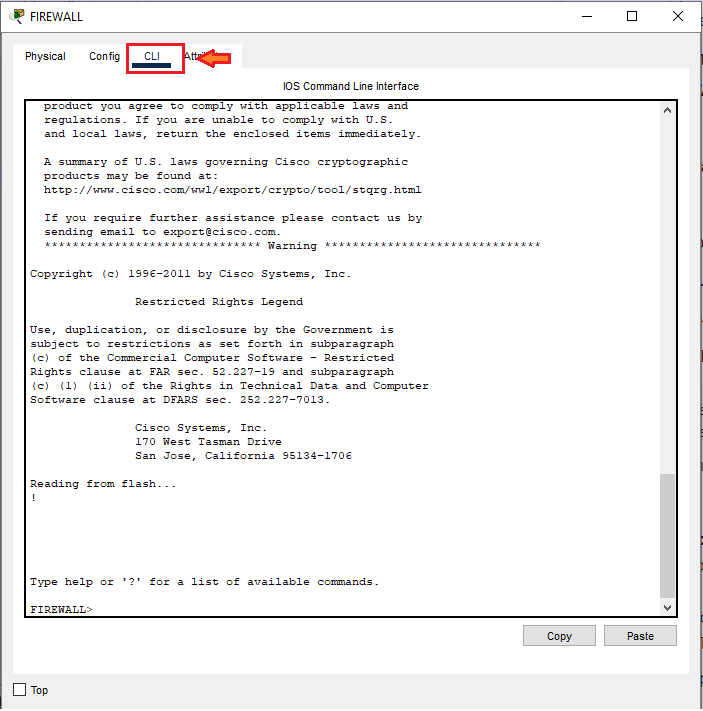 FIREWALL
Physical Config CLI Attrib
IOS Command Line Interface
product you agree to comply with applicable laws and
regulations. If you are unable to comply with U.S.
and local laws, return the enclosed items immediately.
A summary of U.S. laws governing Cisco cryptographic
products may be found at:
http://www.cisco.com/wwl/export/crypto/tool/stqrg.html
If you require further assistance please contact us by
sending email to export@cisco.com.
******************************* Warning *******************************
Copyright (c) 1996-2011 by Cisco Systems, Inc.
Restricted Rights Legend
Use, duplication, or disclosure by the Government is
subject to restrictions as set forth in subparagraph
(c) of the Commercial Computer Software - Restricted
Rights clause at FAR sec. 52.227-19 and subparagraph
(c) (1) (ii) of the Rights in Technical Data and Computer
Software clause at DFARS sec. 252.227-7013.
Cisco Systems, Inc.
170 West Tasman Drive
San Jose, California 95134-1706
Reading from flash...
!
Type help or '?' for a list of available commands.
FIREWALL>
Copy Paste
Top